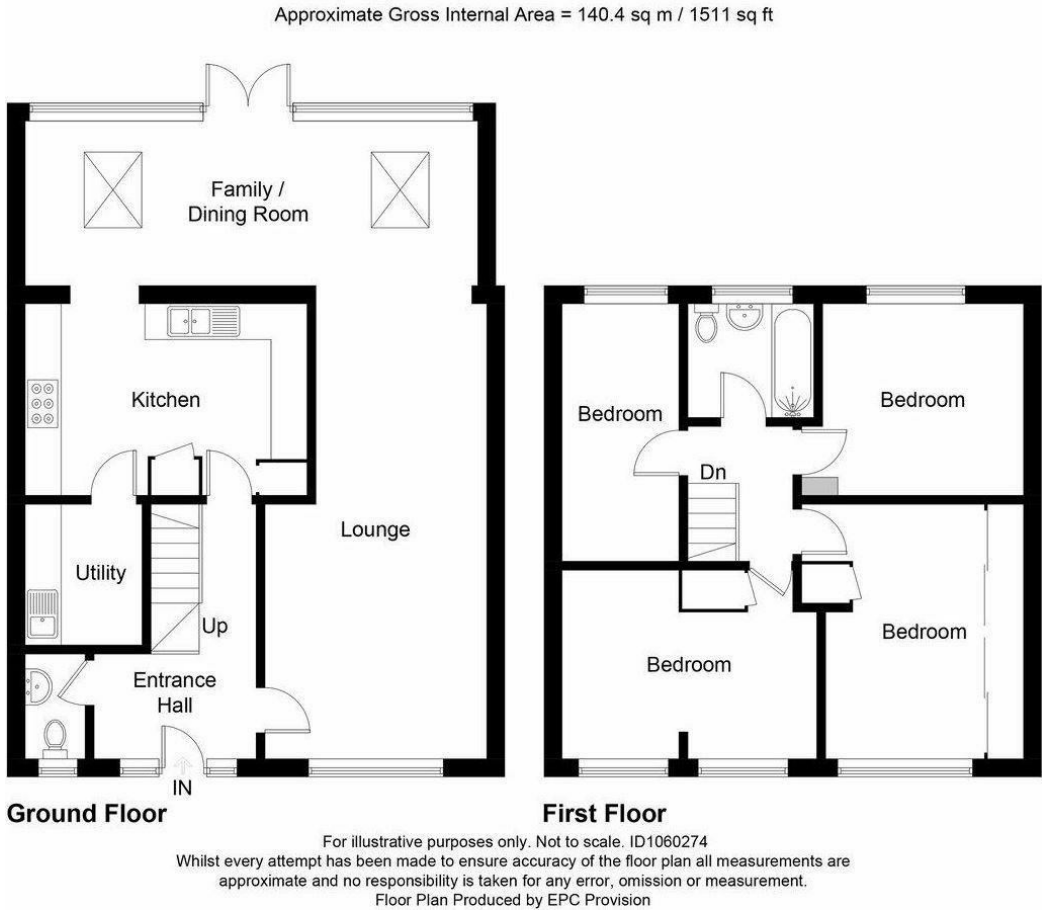 Approximate Gross Internal Area = 140.4 sq m / 1511 sq ft
Family /
Dining Room
Kitchen
Lounge
Utility
Up
Entrance
Hall
IN
Ground Floor
Bedroom
Bedroom
Dn
Bedroom
Bedroom
First Floor
For illustrative purposes only. Not to scale. ID1060274
Whilst every attempt has been made to ensure accuracy of the floor plan all measurements are
approximate and no responsibility is taken for any error, omission or measurement.
Floor Plan Produced by EPC Provision